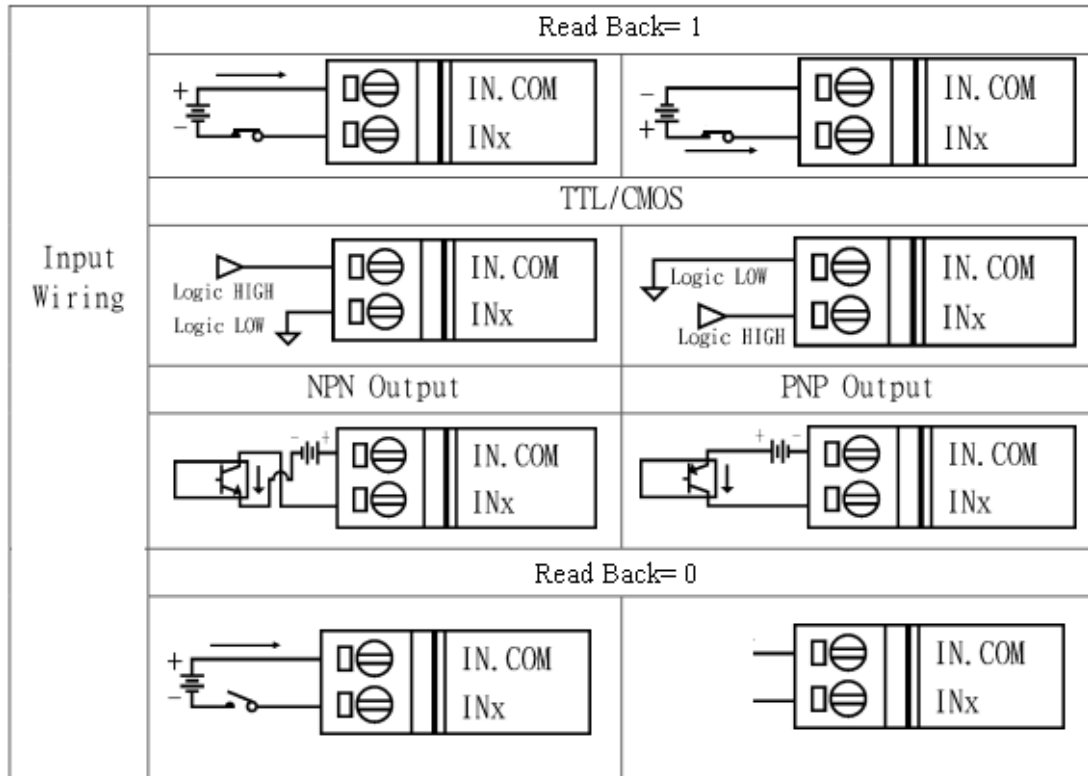 Input
Wiring
Read Back= 1
+
−
IN. COM
INx
−
+
IN. COM
INx
TTL/CMOS
Logic HIGH
Logic LOW
IN. COM
INx
Logic LOW
Logic HIGH
IN. COM
INx
NPN Output
PNP Output
- +
IN. COM
INx
+ -
IN. COM
INx
Read Back= 0
+
−
IN. COM
INx
IN. COM
INx